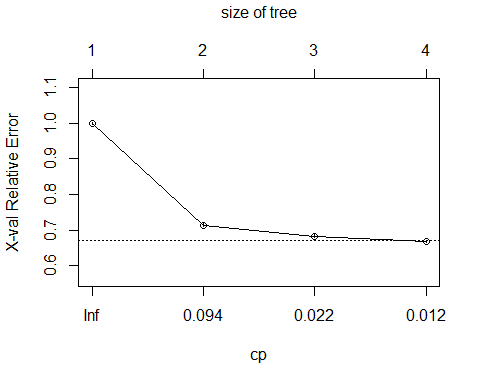 size of tree
1 2 3 4
X-val Relative Error
1.1
1.0
0.9
0.8
0.7
0.6
Inf 0.094 0.022 0.012
cp